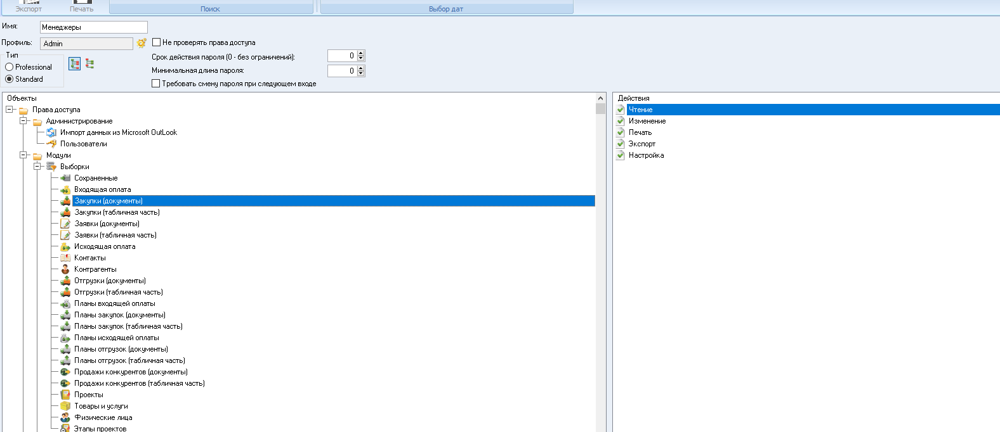 Экспорт Печать Поиск Выбор дат
Имя: Менеджеры
Профиль: Admin Не проверять права доступа
Тип
Professional
Standard
Срок действия пароля (0 - без ограничений): 0
Минимальная длина пароля: 0
Требовать смену пароля при следующем входе
Объекты
Права доступа
Администрирование
Импорт данных из Microsoft OutLook
Пользователи
Модули
Выборки
Сохраненные
Входящая оплата
Закупки (документы)
Закупки (табличная часть)
Заявки (документы)
Заявки (табличная часть)
Исходящая оплата
Контакты
Контрагенты
Отгрузки (документы)
Отгрузки (табличная часть)
Планы входящей оплаты
Планы закупок (документы)
Планы закупок (табличная часть)
Планы исходящей оплаты
Планы отгрузок (документы)
Планы отгрузок (табличная часть)
Продажи конкурентов (документы)
Продажи конкурентов (табличная часть)
Проекты
Товары и услуги
Физические лица
Этапы проектов
Действия
Чтение
Изменение
Печать
Экспорт
Настройка